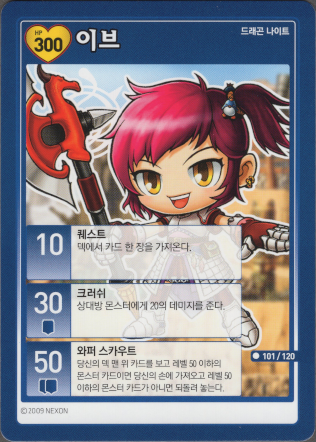 HP
300
이브
드래곤 나이트
10
퀘스트
덱에서 카드 한 장을 가져온다.
30
크러쉬
상대방 몬스터에게 20의 데미지를 준다.
50
와퍼 스카우트
당신의 덱 맨 위 카드를 보고 레벨 50 이하의
몬스터 카드이면 당신의 손에 가져오고 레벨 50
이하의 몬스터 카드가 아니면 되돌려 놓는다.
101/120
©2009 NEXON